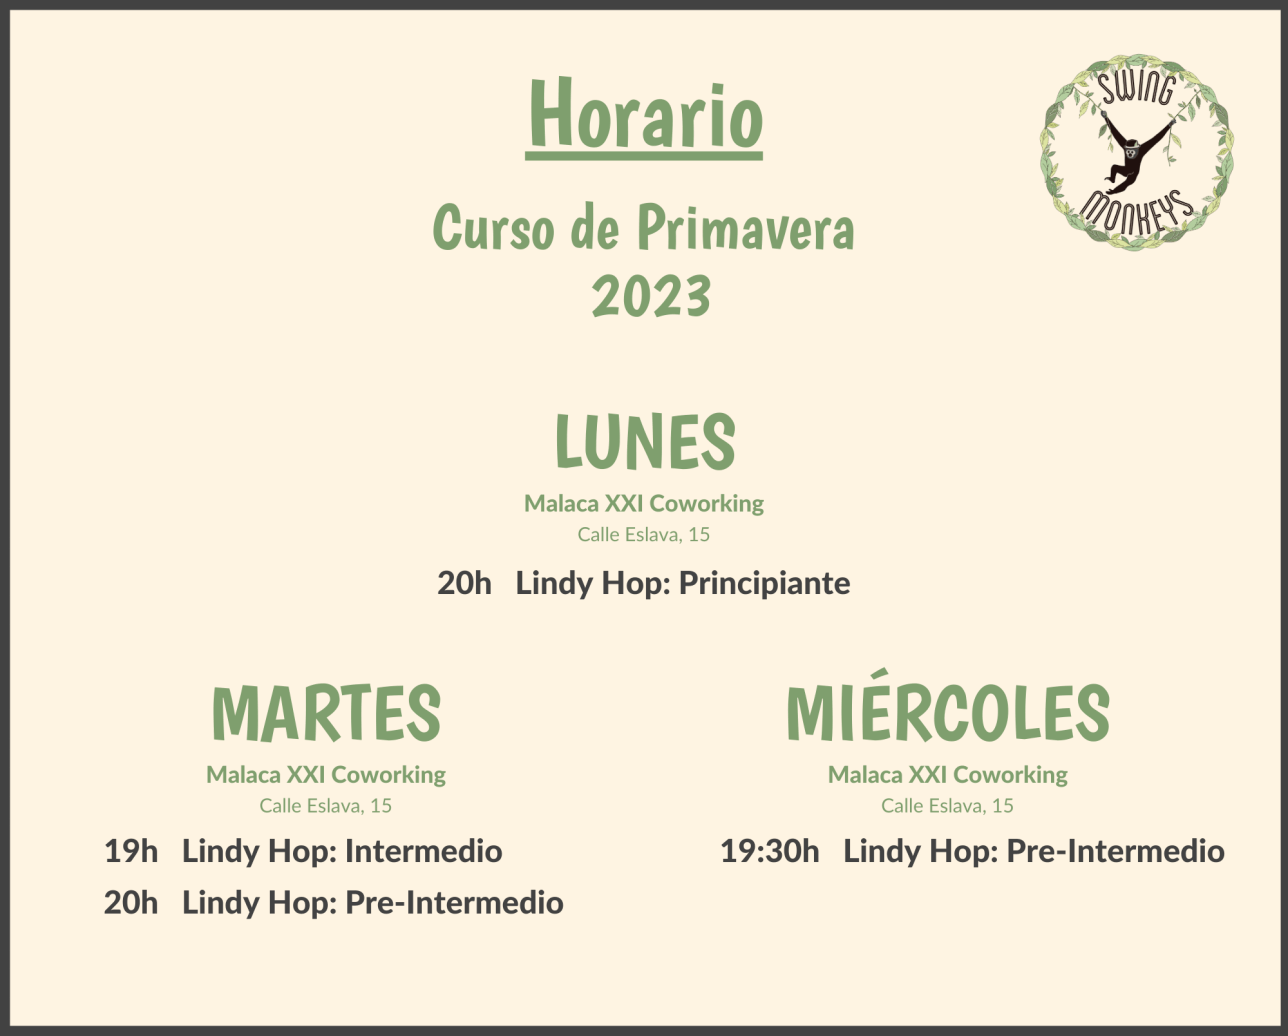 Horario
SWING
MONKEYS
Curso de Primavera
2023
LUNES
Malaca XXI Coworking
Calle Eslava, 15
20h Lindy Hop: Principiante
MARTES
Malaca XXI Coworking
Calle Eslava, 15
19h Lindy Hop: Intermedio
20h Lindy Hop: Pre-Intermedio
MIÉRCOLES
Malaca XXI Coworking
Calle Eslava, 15
19:30h Lindy Hop: Pre-Intermedio